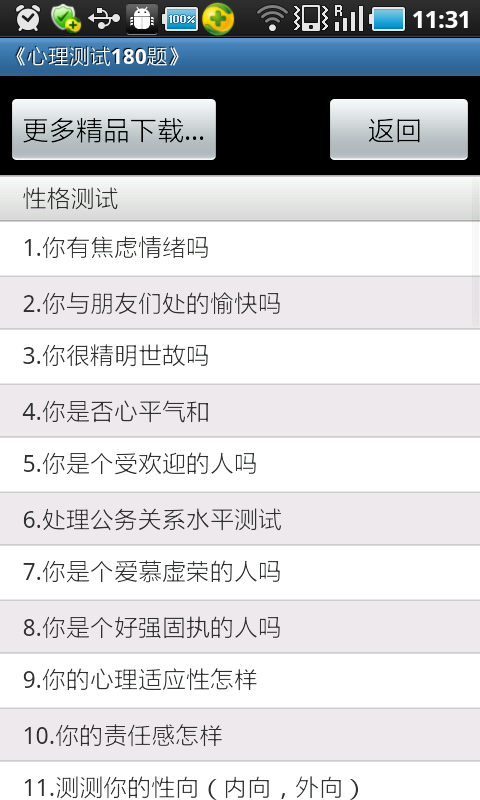 100%
R
11:31
《心理测试180题》
更多精品下载...
返回
性格测试
1.你有焦虑情绪吗
2.你与朋友们处的愉快吗
3.你很精明世故吗
4.你是否心平气和
5.你是个受欢迎的人吗
6.处理公务关系水平测试
7.你是个爱慕虚荣的人吗
8.你是个好强固执的人吗
9.你的心理适应性怎样
10.你的责任感怎样
11.测测你的性向（内向，外向）